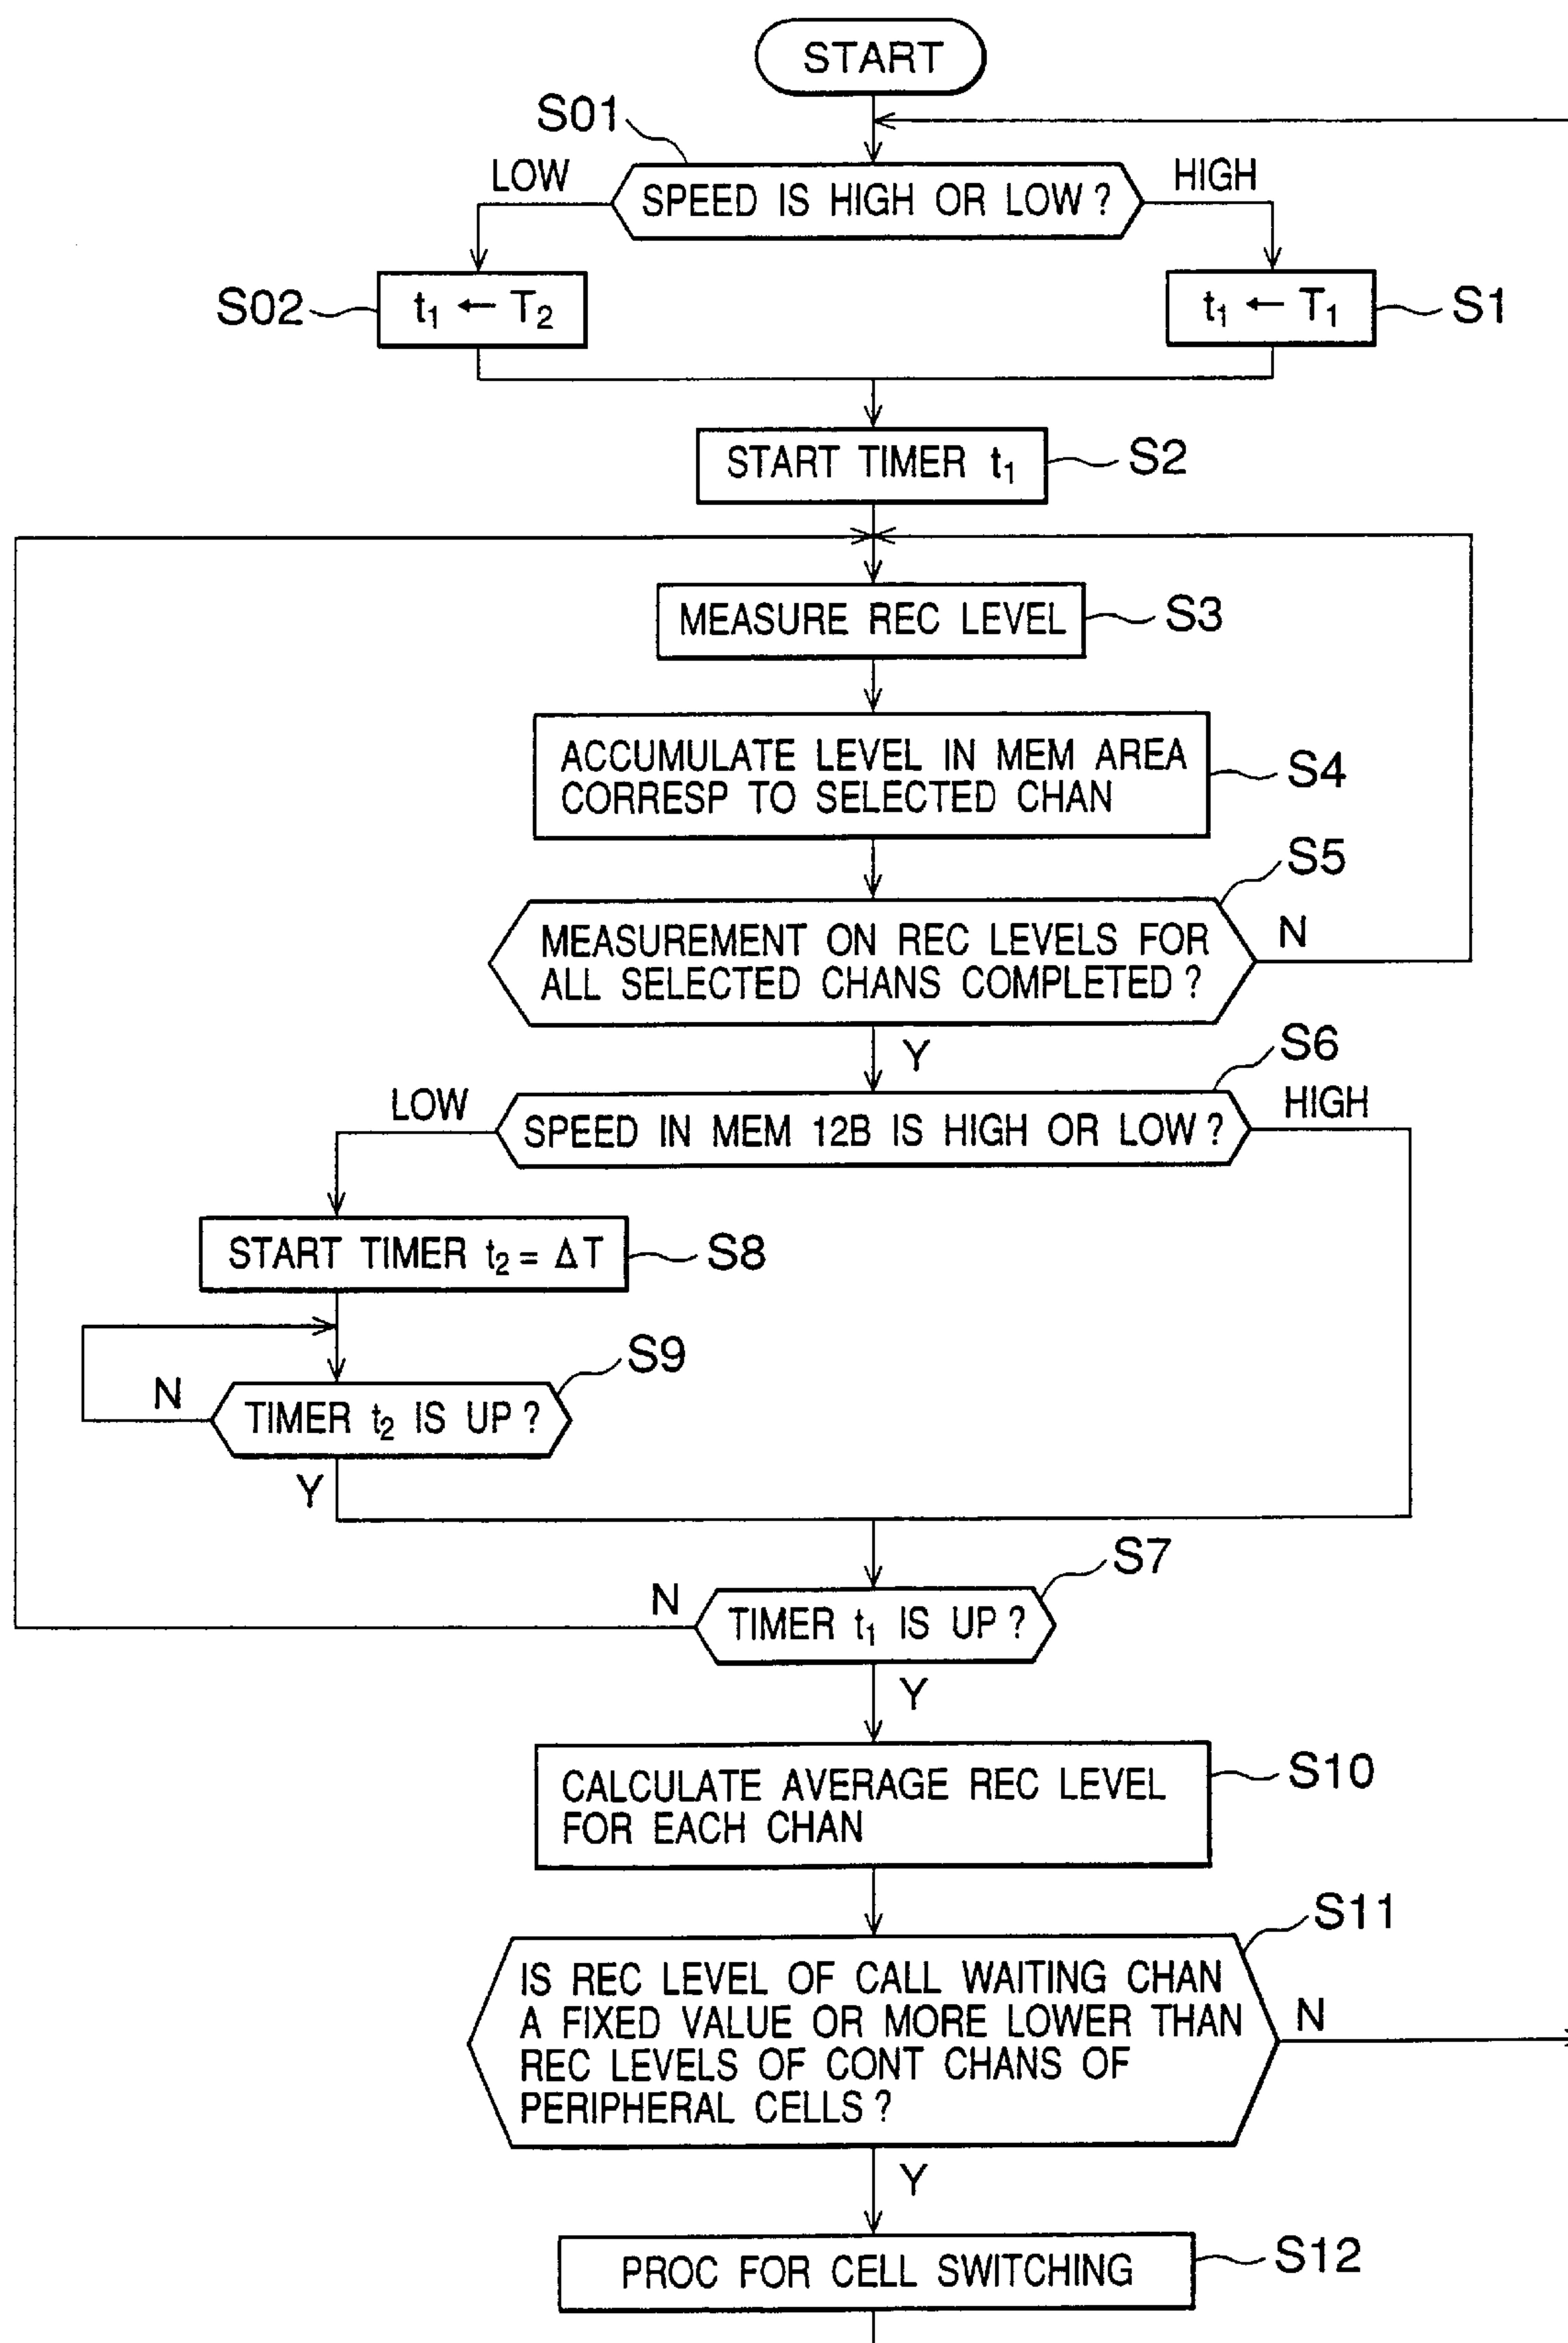 START
S01
LOW
SPEED IS HIGH OR LOW?
HIGH
S02
t₁ ← T₂
t₁ ← T₁
S1
START TIMER t₁
S2
MEASURE REC LEVEL
S3
ACCUMULATE LEVEL IN MEM AREA
CORRESP TO SELECTED CHAN
S4
S5
MEASUREMENT ON REC LEVELS FOR
ALL SELECTED CHANS COMPLETED?
N
Y
S6
LOW
SPEED IN MEM 12B IS HIGH OR LOW?
HIGH
START TIMER t₂ = ΔT
S8
S9
N
TIMER t₂ IS UP?
Y
S7
N
TIMER t₁ IS UP?
Y
CALCULATE AVERAGE REC LEVEL
FOR EACH CHAN
S10
S11
IS REC LEVEL OF CALL WAITING CHAN
A FIXED VALUE OR MORE LOWER THAN
REC LEVELS OF CONT CHANS OF
PERIPHERAL CELLS?
N
Y
PROC FOR CELL SWITCHING
S12